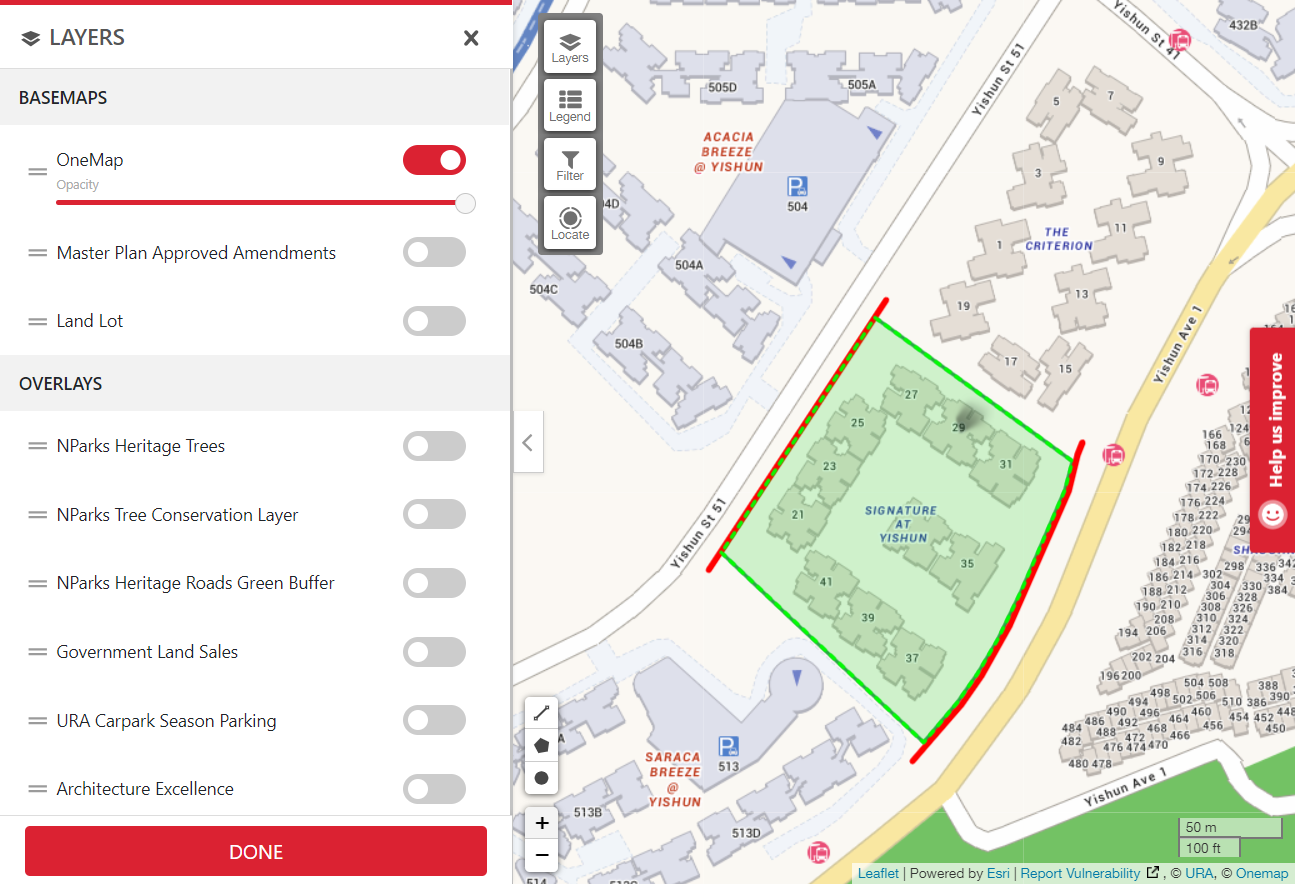 LAYERS
BASEMAPS
OneMap
Opacity
Master Plan Approved Amendments
Land Lot
OVERLAYS
NParks Heritage Trees
NParks Tree Conservation Layer
NParks Heritage Roads Green Buffer
Government Land Sales
URA Carpark Season Parking
Architecture Excellence
DONE
Layers
Legend
Filter
Locate
505D
505A
ACACIA
BREEZE
@ YISHUN
504
504A
504C
504B
Yishun St 51
Yishun St 41
432B
5
7
3
9
1
11
THE
CRITERION
13
19
17
15
Yishun Ave 1
27
25
29
31
23
21
SIGNATURE
AT
YISHUN
35
41
39
37
Yishun St 51
Help us improve
166
168
170 230
172 228
174 226
176 224
178 222
180 220
182 218
184 216
186 214
188 212
190 210
208
194 206
202 204
196 200
298
302
304
306
308
310
312
314
316
336
334
330
328
326
324
322
320
318
342
384
504 508
498 502 506
494
510 386
388
390
490 496
460
454 452 448
450
484 486 492 468 464 456
482 488 472 466
476 474 470
480 478
SARACA
BREEZE
@
YISHUN
513
513B
513D
514
513C
Yishun Ave 1
+
−
50 m
100 ft
Leaflet | Powered by Esri | Report Vulnerability , © URA, © Onemap